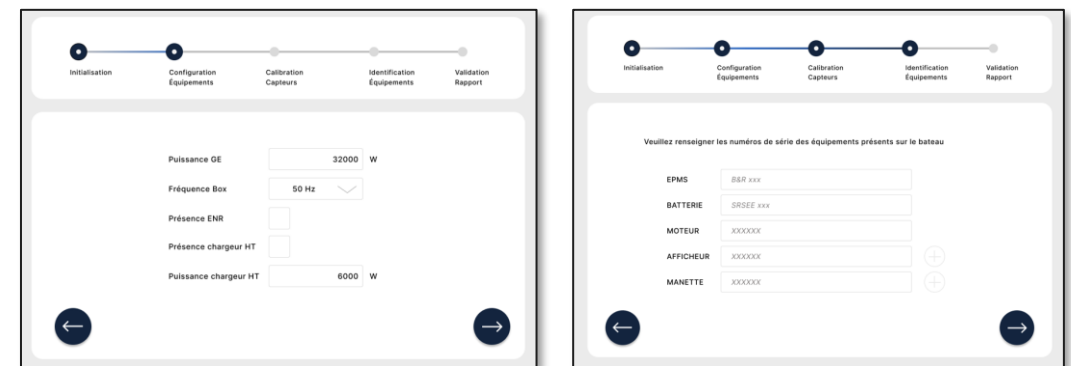 Initialisation
Configuration
Équipements
Calibration
Capteurs
Identification
Équipements
Validation
Rapport
Puissance GE 32000 W
Fréquence Box 50 Hz
Présence ENR
Présence chargeur HT
Puissance chargeur HT 6000 W
Initialisation
Configuration
Équipements
Calibration
Capteurs
Identification
Équipements
Validation
Rapport
Veuillez renseigner les numéros de série des équipements présents sur le bateau
EPMS B&R xxx
BATTERIE SRSEE xxx
MOTEUR XXXXXX
AFFICHEUR XXXXXX
MANETTE XXXXXX